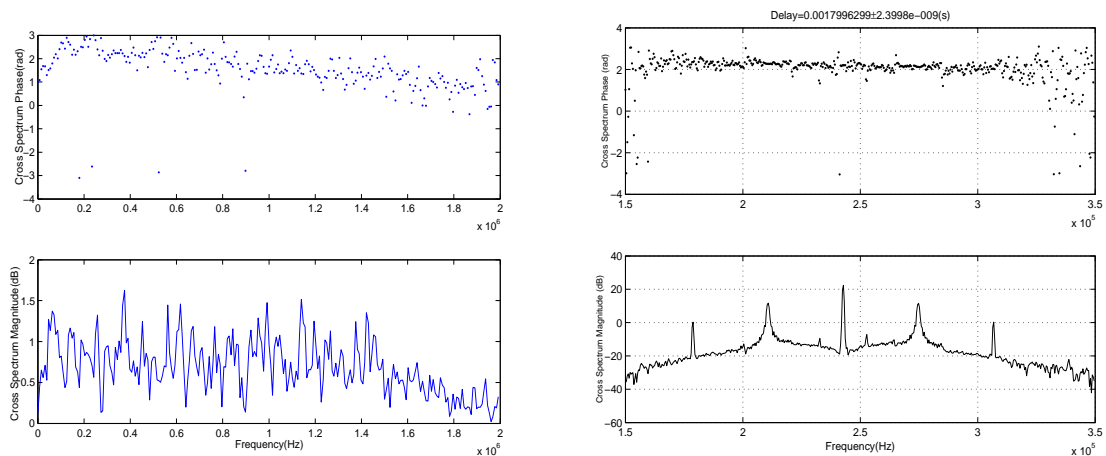 3
2
1
0
−1
−2
−3
−4
Cross Spectrum Phase(rad)
0 0.2 0.4 0.6 0.8 1 1.2 1.4 1.6 1.8 2
x 10^6
2
1.5
1
0.5
0
Cross Spectrum Magnitude(dB)
0 0.2 0.4 0.6 0.8 1 1.2 1.4 1.6 1.8 2
Frequency(Hz)
x 10^6
Delay=0.0017996299±2.3998e−009(s)
4
2
0
−2
−4
Cross Spectrum Phase (rad)
1.5 2 2.5 3 3.5
x 10^5
40
20
0
−20
−40
−60
Cross Spectrum Magnitude (dB)
1.5 2 2.5 3 3.5
Frequency(Hz)
x 10^5